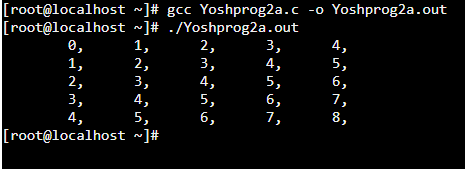 [root@localhost ]# gcc Yoshprog2a.c -o Yoshprog2a.out
[root@localhost ]# ./Yoshprog2a.out
0, 1, 2, 3, 4,
1, 2, 3, 4, 5,
2, 3, 4, 5, 6,
3, 4, 5, 6, 7,
4, 5, 6, 7, 8,
[root@localhost ]#